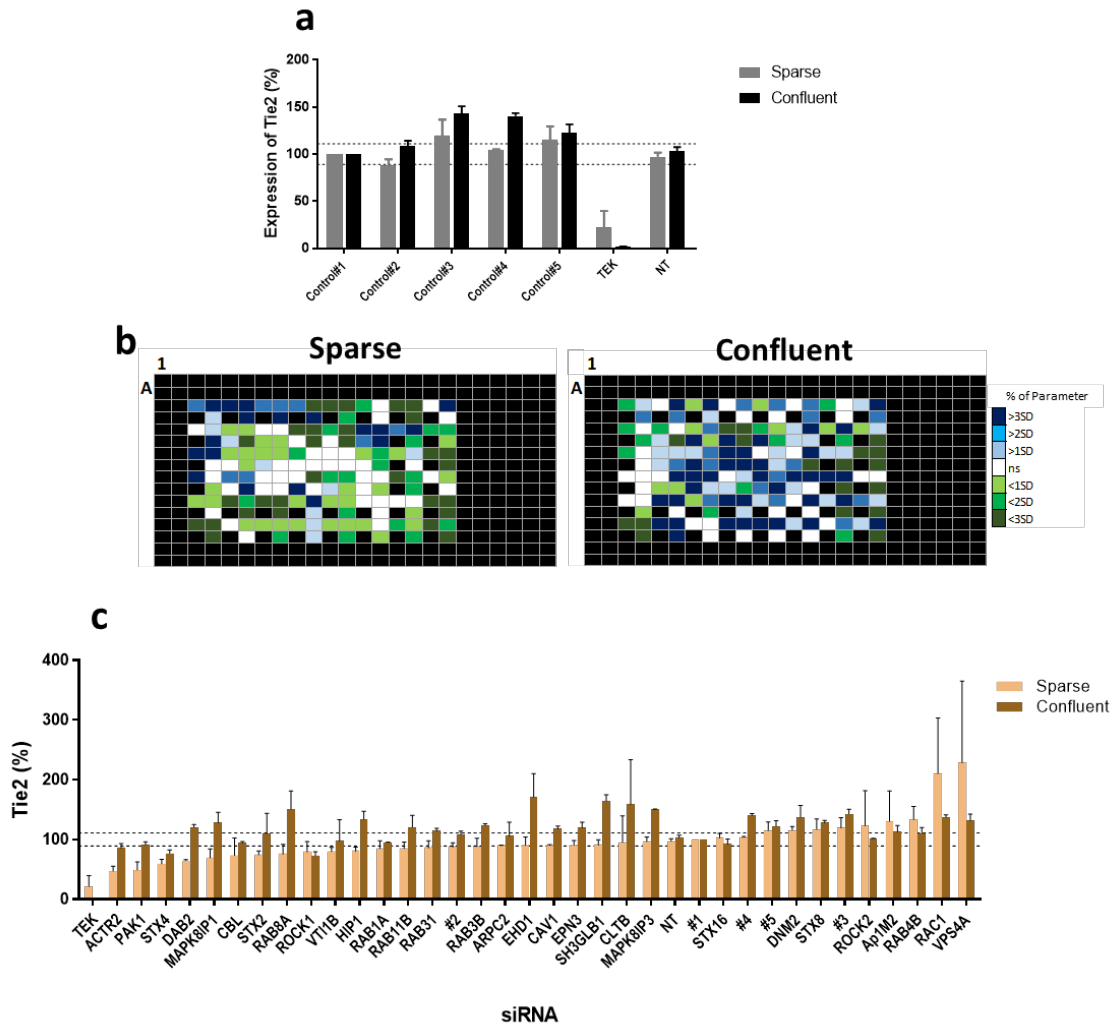 a
Expression of Tie2 (%)
200
150
100
50
0
Control#1
Control#2
Control#3
Control#4
Control#5
TEK
NT
Sparse
Confluent
b
Sparse
1
A
Confluent
1
A
% of Parameter
>3SD
>2SD
>1SD
ns
<1SD
<2SD
<3SD
c
Tie2 (%)
400
300
200
100
0
Sparse
Confluent
TEK
ACTR2
PAK1
STX4
DAB2
MAPK8IP1
CBL
STX2
RAB8A
ROCK1
VTI1B
HIP1
RAB1A
RAB11B
RAB31
#2
RAB3B
ARPC2
EHD1
CAV1
EPN3
SH3GLB1
CLTB
MAPK8IP3
NT
#1
STX16
#4
#5
DNM2
STX8
#3
ROCK2
Ap1M2
RAB4B
RAC1
VPS4A
siRNA